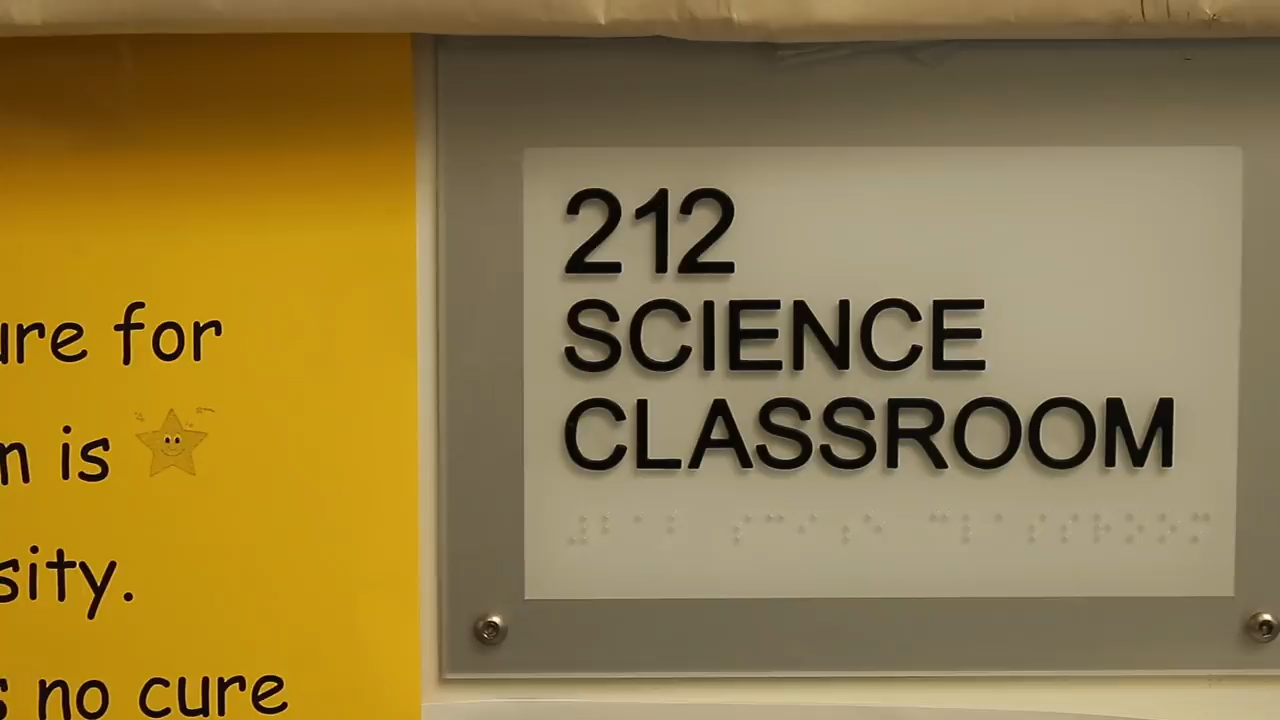 ure for
n is
sity.
s no cure
212
SCIENCE
CLASSROOM